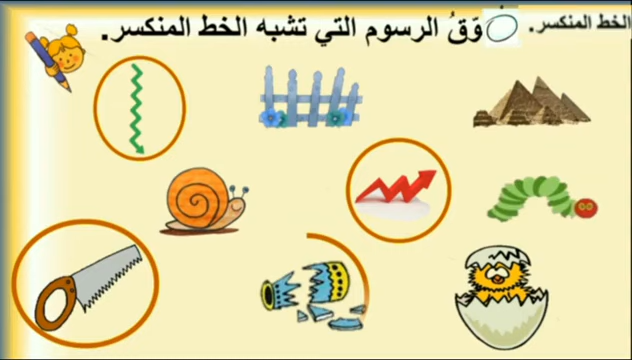 الخط المنكسر.
أُطَوِّقُ الرسوم التي تشبه الخط المنكسر.